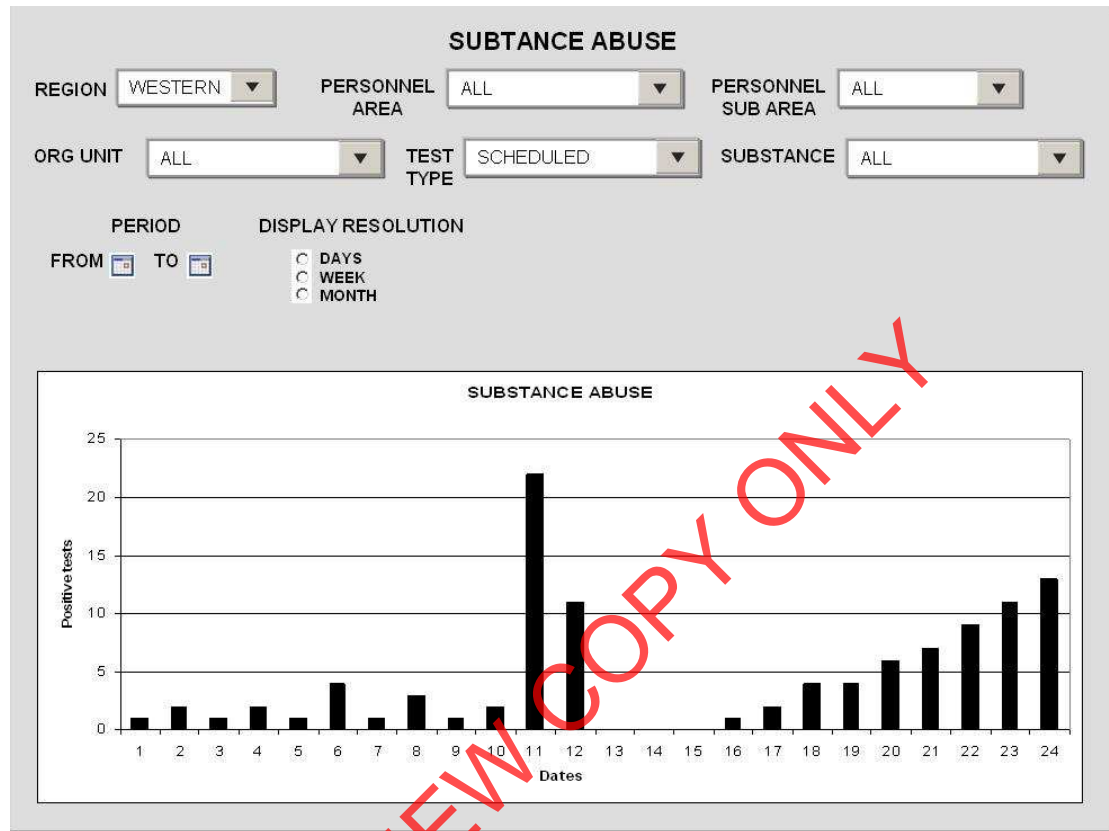 SUBTANCE ABUSE
REGION WESTERN PERSONNEL AREA ALL PERSONNEL SUB AREA ALL
ORG UNIT ALL TEST TYPE SCHEDULED SUBSTANCE ALL
PERIOD DISPLAY RESOLUTION
FROM TO
DAYS
WEEK
MONTH
SUBSTANCE ABUSE
25
20
15
10
5
0
Positive tests
1 2 3 4 5 6 7 8 9 10 11 12 13 14 15 16 17 18 19 20 21 22 23 24
Dates
EW COPY ONLY